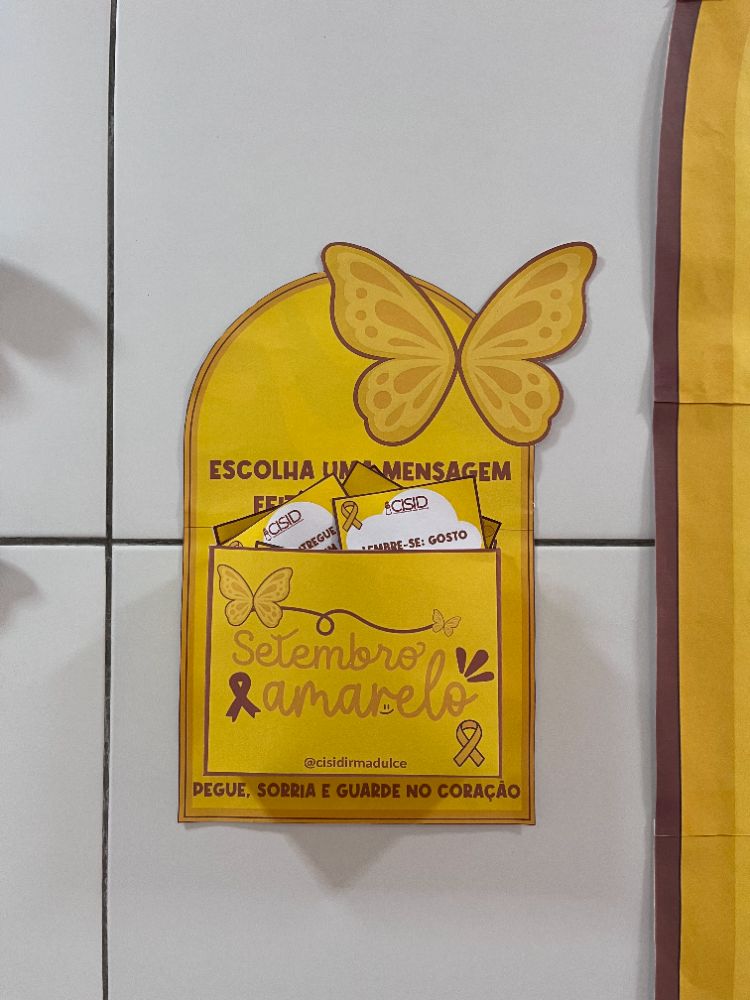 ESCOLHA UMA MENSAGEM
CISID
CISID
LEMBRE-SE: GOSTO
Setembro
amarelo
@cisidirmadulce
PEGUE, SORRIA E GUARDE NO CORAÇÃO